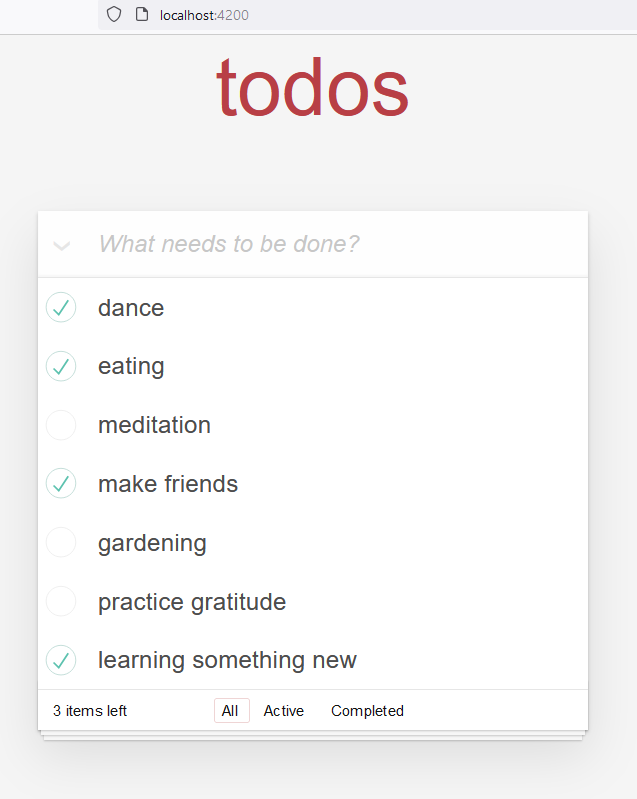 localhost:4200
todos
What needs to be done?
dance
eating
meditation
make friends
gardening
practice gratitude
learning something new
3 items left All Active Completed